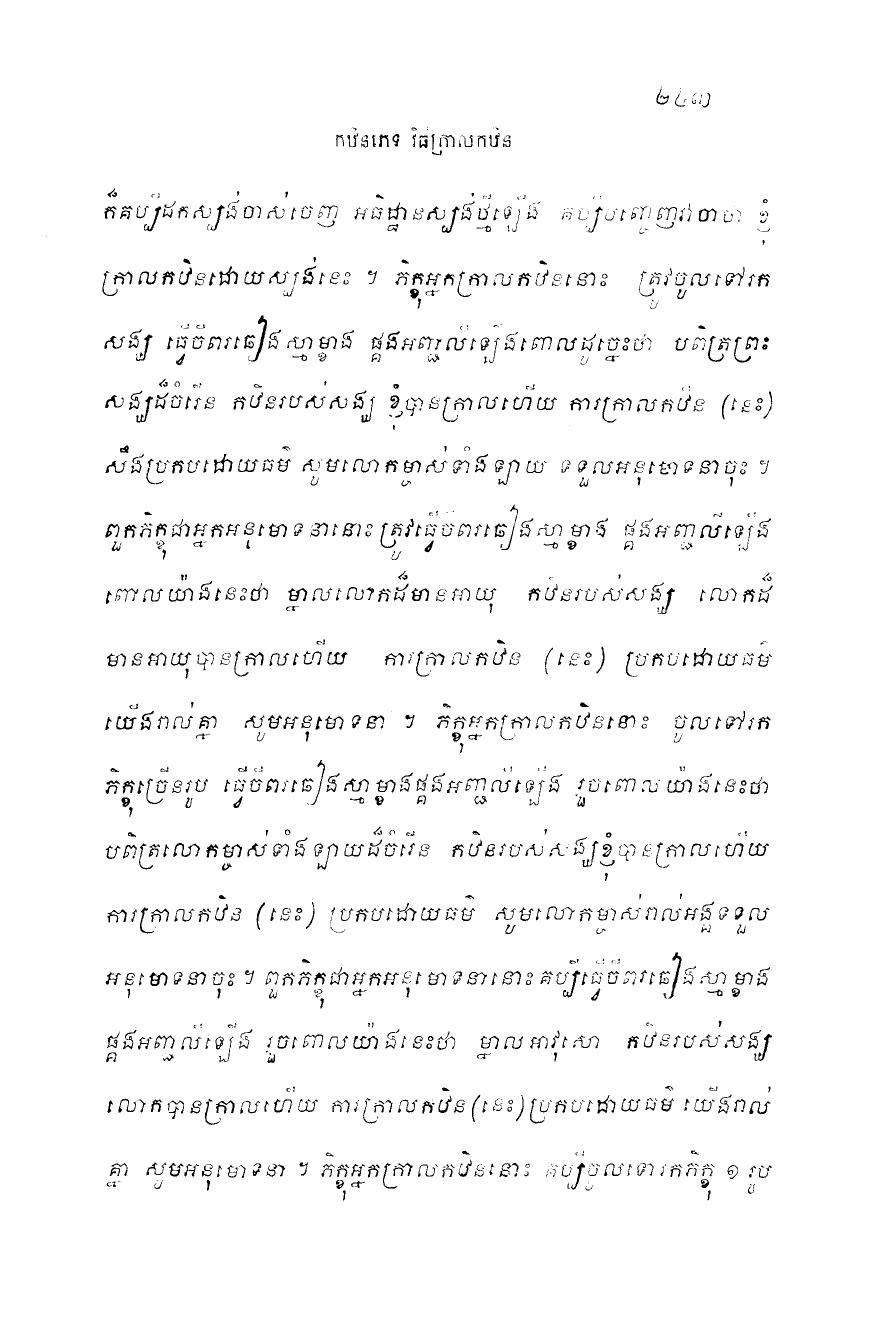 ២៤៣
កឋិនភេទ វិធីក្រាលកឋិន
ក៏គប្បីដកស្បង់ចាស់ចេញ អធិដ្ឋានស្បង់ថ្មីឡើង គប្បីបញ្ចេញវាចាថា ខ្ញុំ
ក្រាលកឋិនដោយស្បង់នេះ ។ ភិក្ខុអ្នកក្រាលកឋិននោះ ត្រូវចូលទៅរក
សង្ឃ ធ្វើចីពរឆៀងស្មាម្ខាង ផ្គងអញ្ជលីឡើងពោលដូច្នេះថា បពិត្រព្រះ
សង្ឃដ៏ចំរើន កឋិនរបស់សង្ឃ ខ្ញុំបានក្រាលហើយ ការក្រាលកឋិន (នេះ)
សឹងប្រកបដោយធម៌ សូមលោកម្ចាស់ទាំងឡាយ ទទួលអនុមោទនាចុះ ។
ពួកភិក្ខុជាអ្នកអនុមោទនានោះ ត្រូវធ្វើចីពរឆៀងស្មាម្ខាង ផ្គងអញ្ជលីឡើង
ពោលយ៉ាងនេះថា ម្នាលលោកដ៏មានអាយុ កឋិនរបស់សង្ឃ លោកដ៏
មានអាយុបានក្រាលហើយ ការក្រាលកឋិន (នេះ) ប្រកបដោយធម៌
យើងរាល់គ្នា សូមអនុមោទនា ។ ភិក្ខុអ្នកក្រាលកឋិននោះ ចូលទៅរក
ភិក្ខុច្រើនរូប ធ្វើចីពរឆៀងស្មាម្ខាងផ្គងអញ្ជលីឡើង រួចពោលយ៉ាងនេះថា
បពិត្រលោកម្ចាស់ទាំងឡាយដ៏ចំរើន កឋិនរបស់សង្ឃខ្ញុំបានក្រាលហើយ
ការក្រាលកឋិន (នេះ) ប្រកបដោយធម៌ សូមលោកម្ចាស់រាល់អង្គទទួល
អនុមោទនាចុះ ។ ពួកភិក្ខុជាអ្នកអនុមោទនានោះគប្បីធ្វើចីពរឆៀងស្មាម្ខាង
ផ្គងអញ្ជលីឡើង រួចពោលយ៉ាងនេះថា ម្នាលអាវុសោ កឋិនរបស់សង្ឃ
លោកបានក្រាលហើយ ការក្រាលកឋិន(នេះ)ប្រកបដោយធម៌ យើងរាល់
គ្នា សូមអនុមោទនា ។ ភិក្ខុអ្នកក្រាលកឋិននោះ គប្បីចូលទៅរកភិក្ខុ ១ រូប